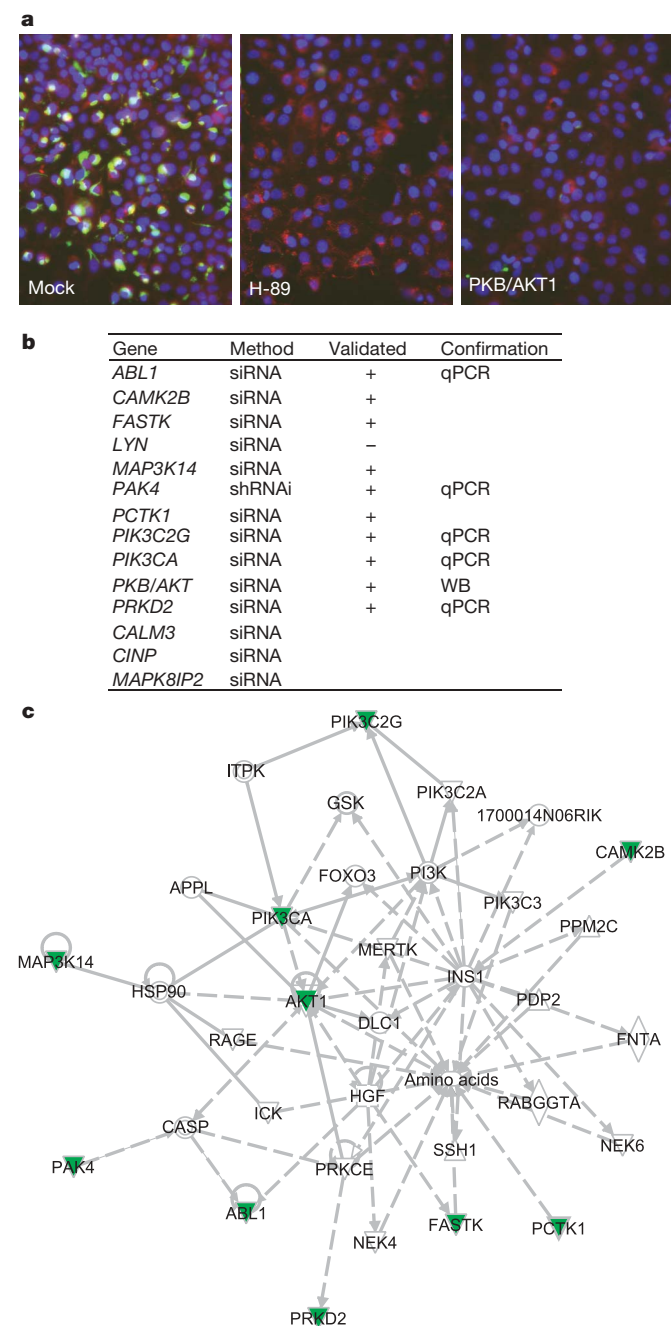 a
Mock
H-89
PKB/AKT1
b
Gene Method Validated Confirmation
ABL1 siRNA + qPCR
CAMK2B siRNA +
FASTK siRNA +
LYN siRNA –
MAP3K14 siRNA +
PAK4 shRNAi + qPCR
PCTK1 siRNA +
PIK3C2G siRNA + qPCR
PIK3CA siRNA + qPCR
PKB/AKT siRNA + WB
PRKD2 siRNA + qPCR
CALM3 siRNA
CINP siRNA
MAPK8IP2 siRNA
c
PIK3C2G
ITPK
PIK3C2A
GSK
1700014N06RIK
CAMK2B
FOXO3
PI3K
APPL
PIK3C3
PIK3CA
PPM2C
MERTK
MAP3K14
INS1
HSP90
AKT1
PDP2
DLC1
RAGE
FNTA
Amino acids
HGF
RABGGTA
ICK
CASP
NEK6
SSH1
PAK4
PRKCE
ABL1
FASTK
PCTK1
NEK4
PRKD2